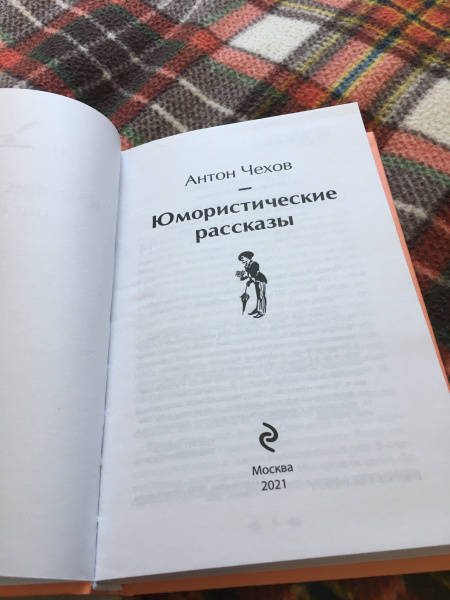 Антон Чехов
Юмористические
рассказы
Москва
2021